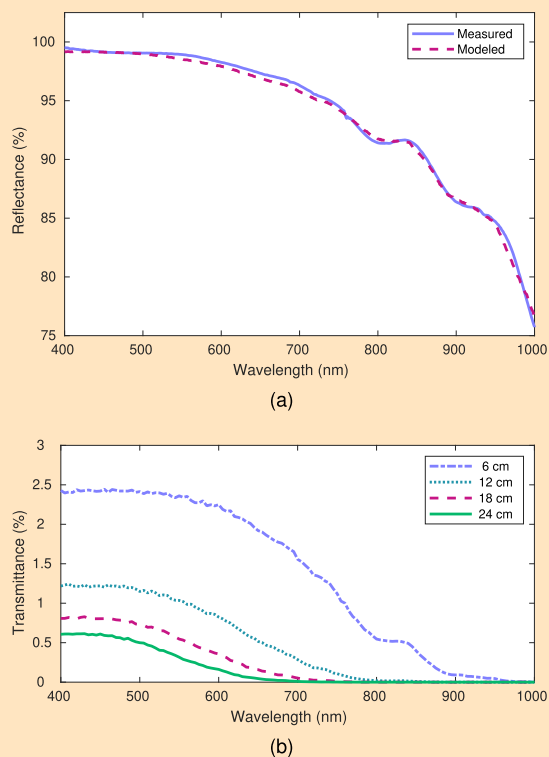 100
95
90
85
80
75
Reflectance (%)
Measured
Modeled
400 500 600 700 800 900 1000
Wavelength (nm)
(a)
3
2.5
2
1.5
1
0.5
0
Transmittance (%)
6 cm
12 cm
18 cm
24 cm
400 500 600 700 800 900 1000
Wavelength (nm)
(b)